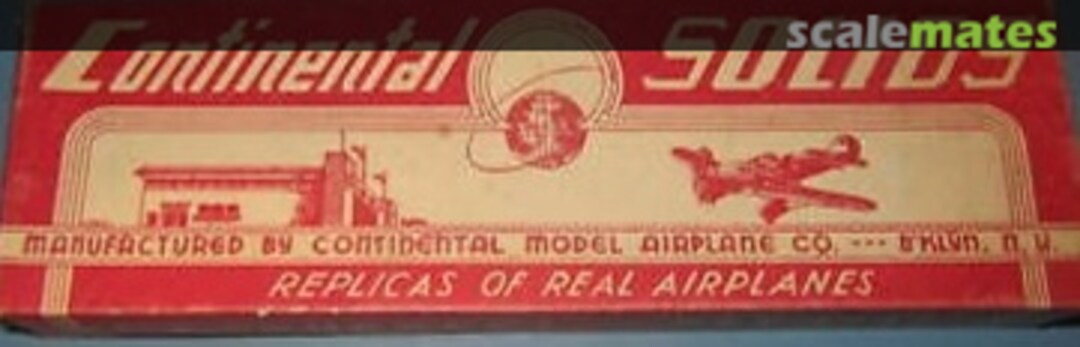 scalemates
Continental SOLIDS
MANUFACTURED BY CONTINENTAL MODEL AIRPLANE CO. --- B'KLYN, N.Y.
REPLICAS OF REAL AIRPLANES